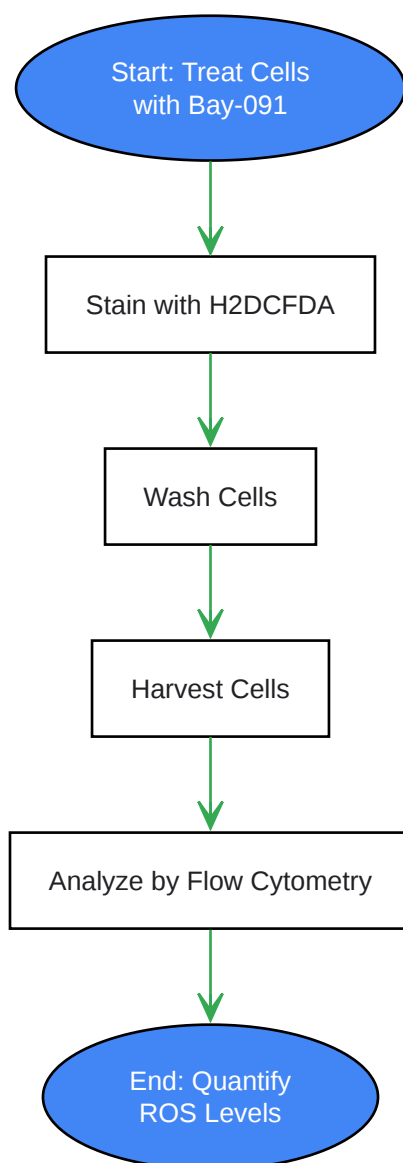 Start: Treat Cells
with Bay-091
Stain with H2DCFDA
Wash Cells
Harvest Cells
Analyze by Flow Cytometry
End: Quantify
ROS Levels